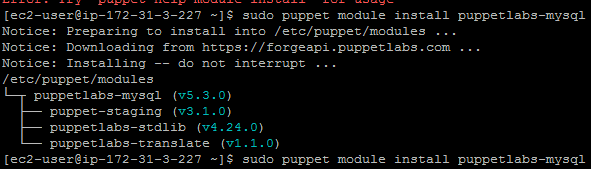 Error: Try 'puppet help module install' for usage
[ec2-user@ip-172-31-3-227 ~]$ sudo puppet module install puppetlabs-mysql
Notice: Preparing to install into /etc/puppet/modules ...
Notice: Downloading from https://forgeapi.puppetlabs.com ...
Notice: Installing -- do not interrupt ...
/etc/puppet/modules
└─┬ puppetlabs-mysql (v5.3.0)
  ├── puppet-staging (v3.1.0)
  ├── puppetlabs-stdlib (v4.24.0)
  └── puppetlabs-translate (v1.1.0)
[ec2-user@ip-172-31-3-227 ~]$ sudo puppet module install puppetlabs-mysql